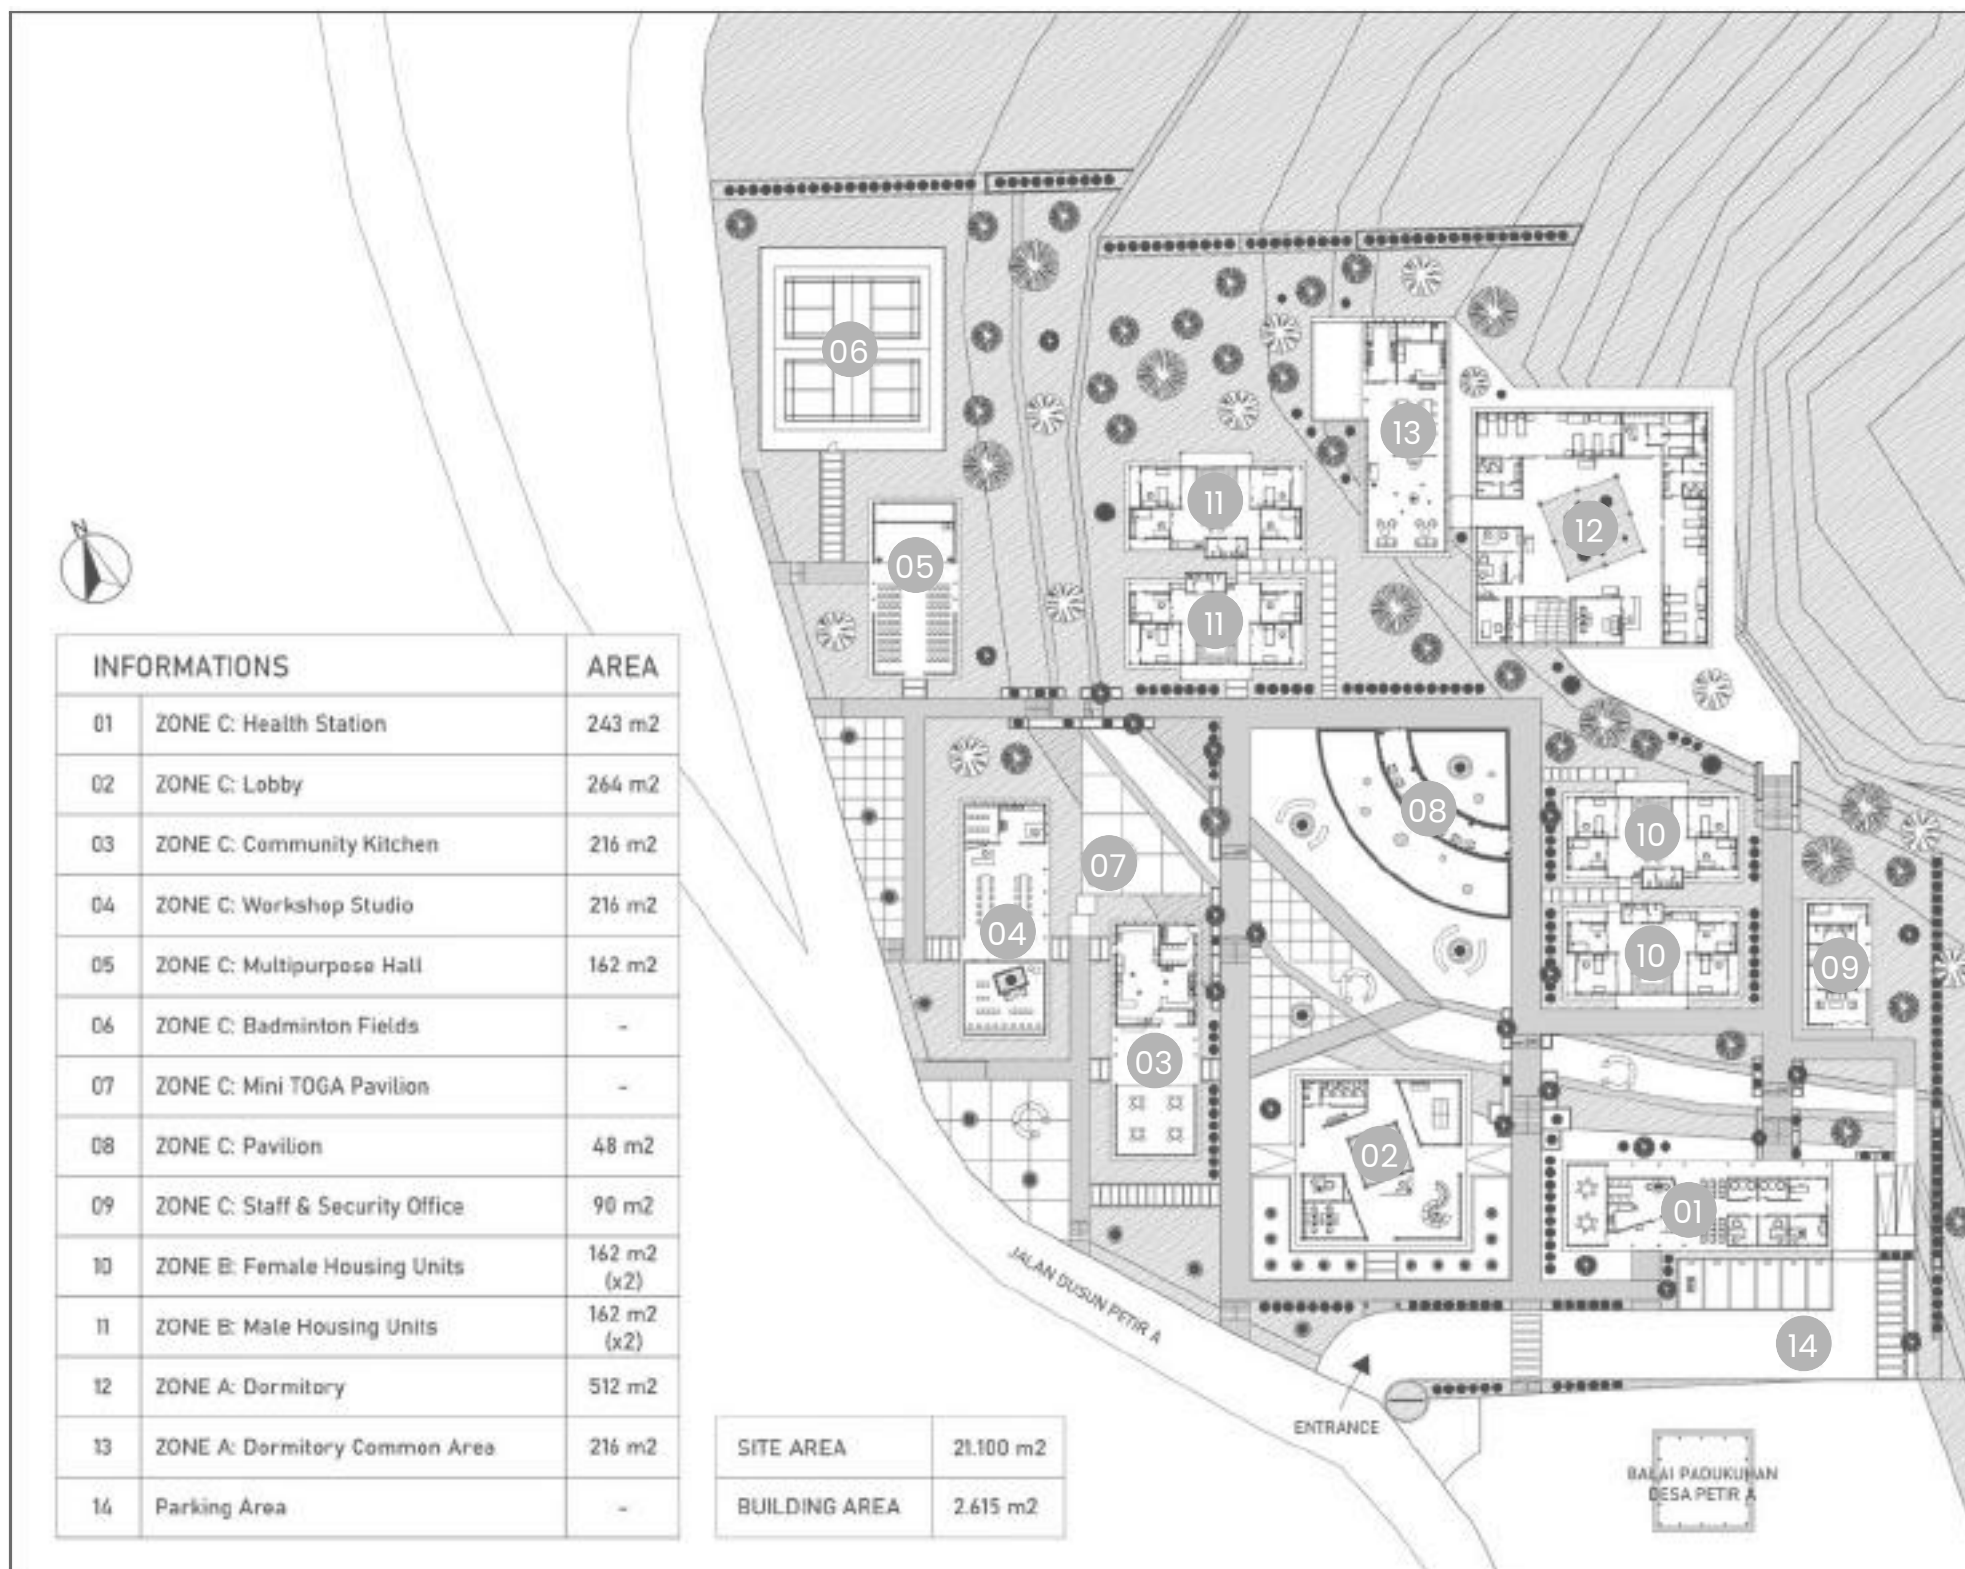 06
13
11
12
N
05
11
INFORMATIONS AREA
01 ZONE C: Health Station 243 m2
02 ZONE C: Lobby 264 m2
03 ZONE C: Community Kitchen 216 m2
04 ZONE C: Workshop Studio 216 m2
05 ZONE C: Multipurpose Hall 162 m2
06 ZONE C: Badminton Fields -
07 ZONE C: Mini TOGA Pavilion -
08 ZONE C: Pavilion 48 m2
09 ZONE C: Staff & Security Office 90 m2
10 ZONE B: Female Housing Units 162 m2
(x2)
11 ZONE B: Male Housing Units 162 m2
(x2)
12 ZONE A: Dormitory 512 m2
13 ZONE A: Dormitory Common Area 216 m2
14 Parking Area -
08
10
07
04
10
09
03
02
01
JALAN DUSUN PETIR A
14
ENTRANCE
SITE AREA 21.100 m2
BUILDING AREA 2.615 m2
BALAI PADUKUHAN
DESA PETIR A